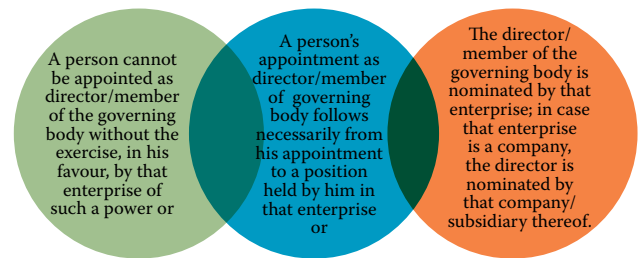 A person cannot
be appointed as
director/member
of the governing
body without the
exercise, in his
favour, by that
enterprise of
such a power or
A person's
appointment as
director/member
of governing
body follows
necessarily from
his appointment
to a position
held by him in
that enterprise
or
The director/
member of the
governing body is
nominated by that
enterprise; in case
that enterprise
is a company,
the director is
nominated by
that company/
subsidiary thereof.